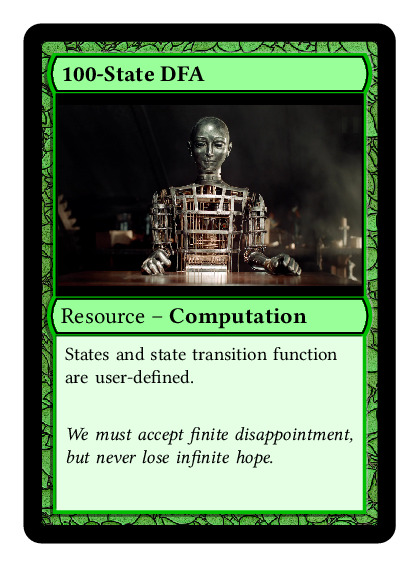 100-State DFA
Resource – Computation
States and state transition function
are user-defined.
We must accept finite disappointment,
but never lose infinite hope.